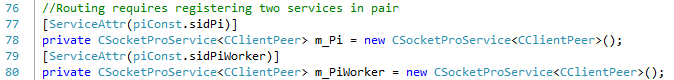 76 //Routing requires registering two services in pair
77 [ServiceAttr(piConst.sidPi)]
78 private CSocketProService<CClientPeer> m_Pi = new CSocketProService<CClientPeer>();
79 [ServiceAttr(piConst.sidPiWorker)]
80 private CSocketProService<CClientPeer> m_PiWorker = new CSocketProService<CClientPeer>();